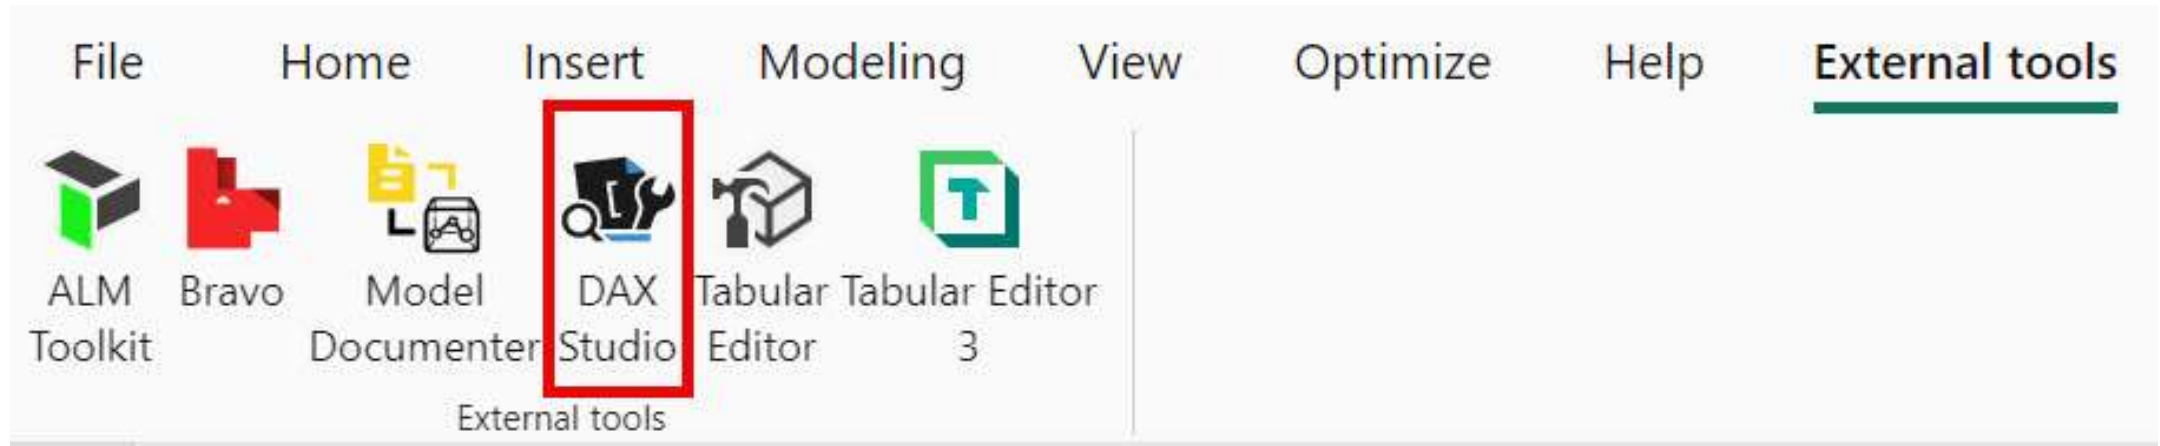 File Home Insert Modeling View Optimize Help External tools
ALM Toolkit
Bravo
Model Documenter
DAX Studio
Tabular Editor
Tabular Editor 3
External tools